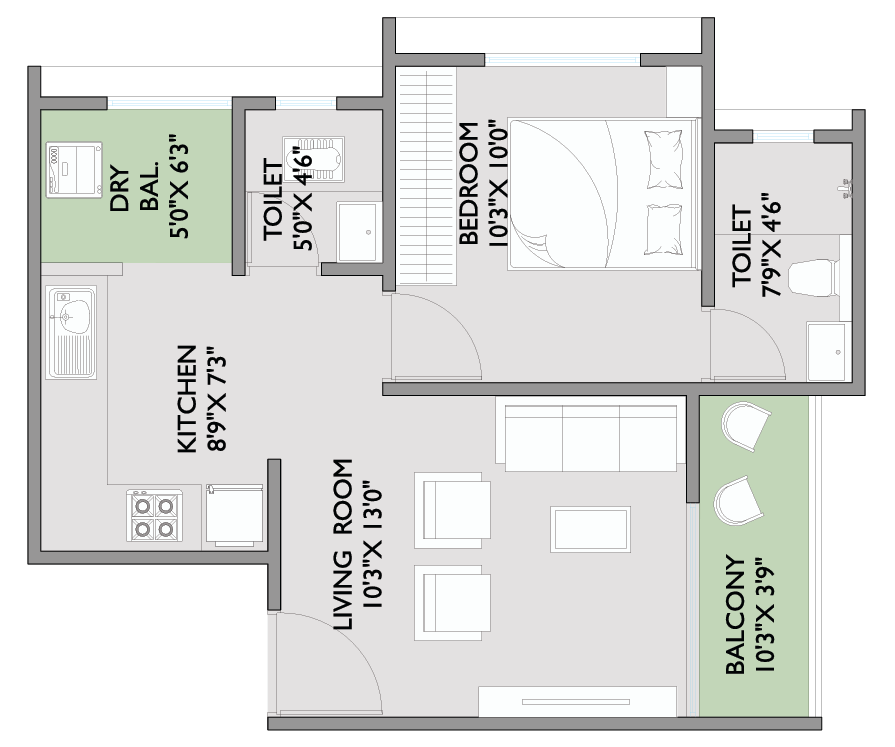 DRY
BAL.
5'0"X 6'3"
TOILET
5'0"X 4'6"
BEDROOM
10'3"X 10'0"
TOILET
7'9"X 4'6"
KITCHEN
8'9"X 7'3"
LIVING ROOM
10'3"X 13'0"
BALCONY
10'3"X 3'9"